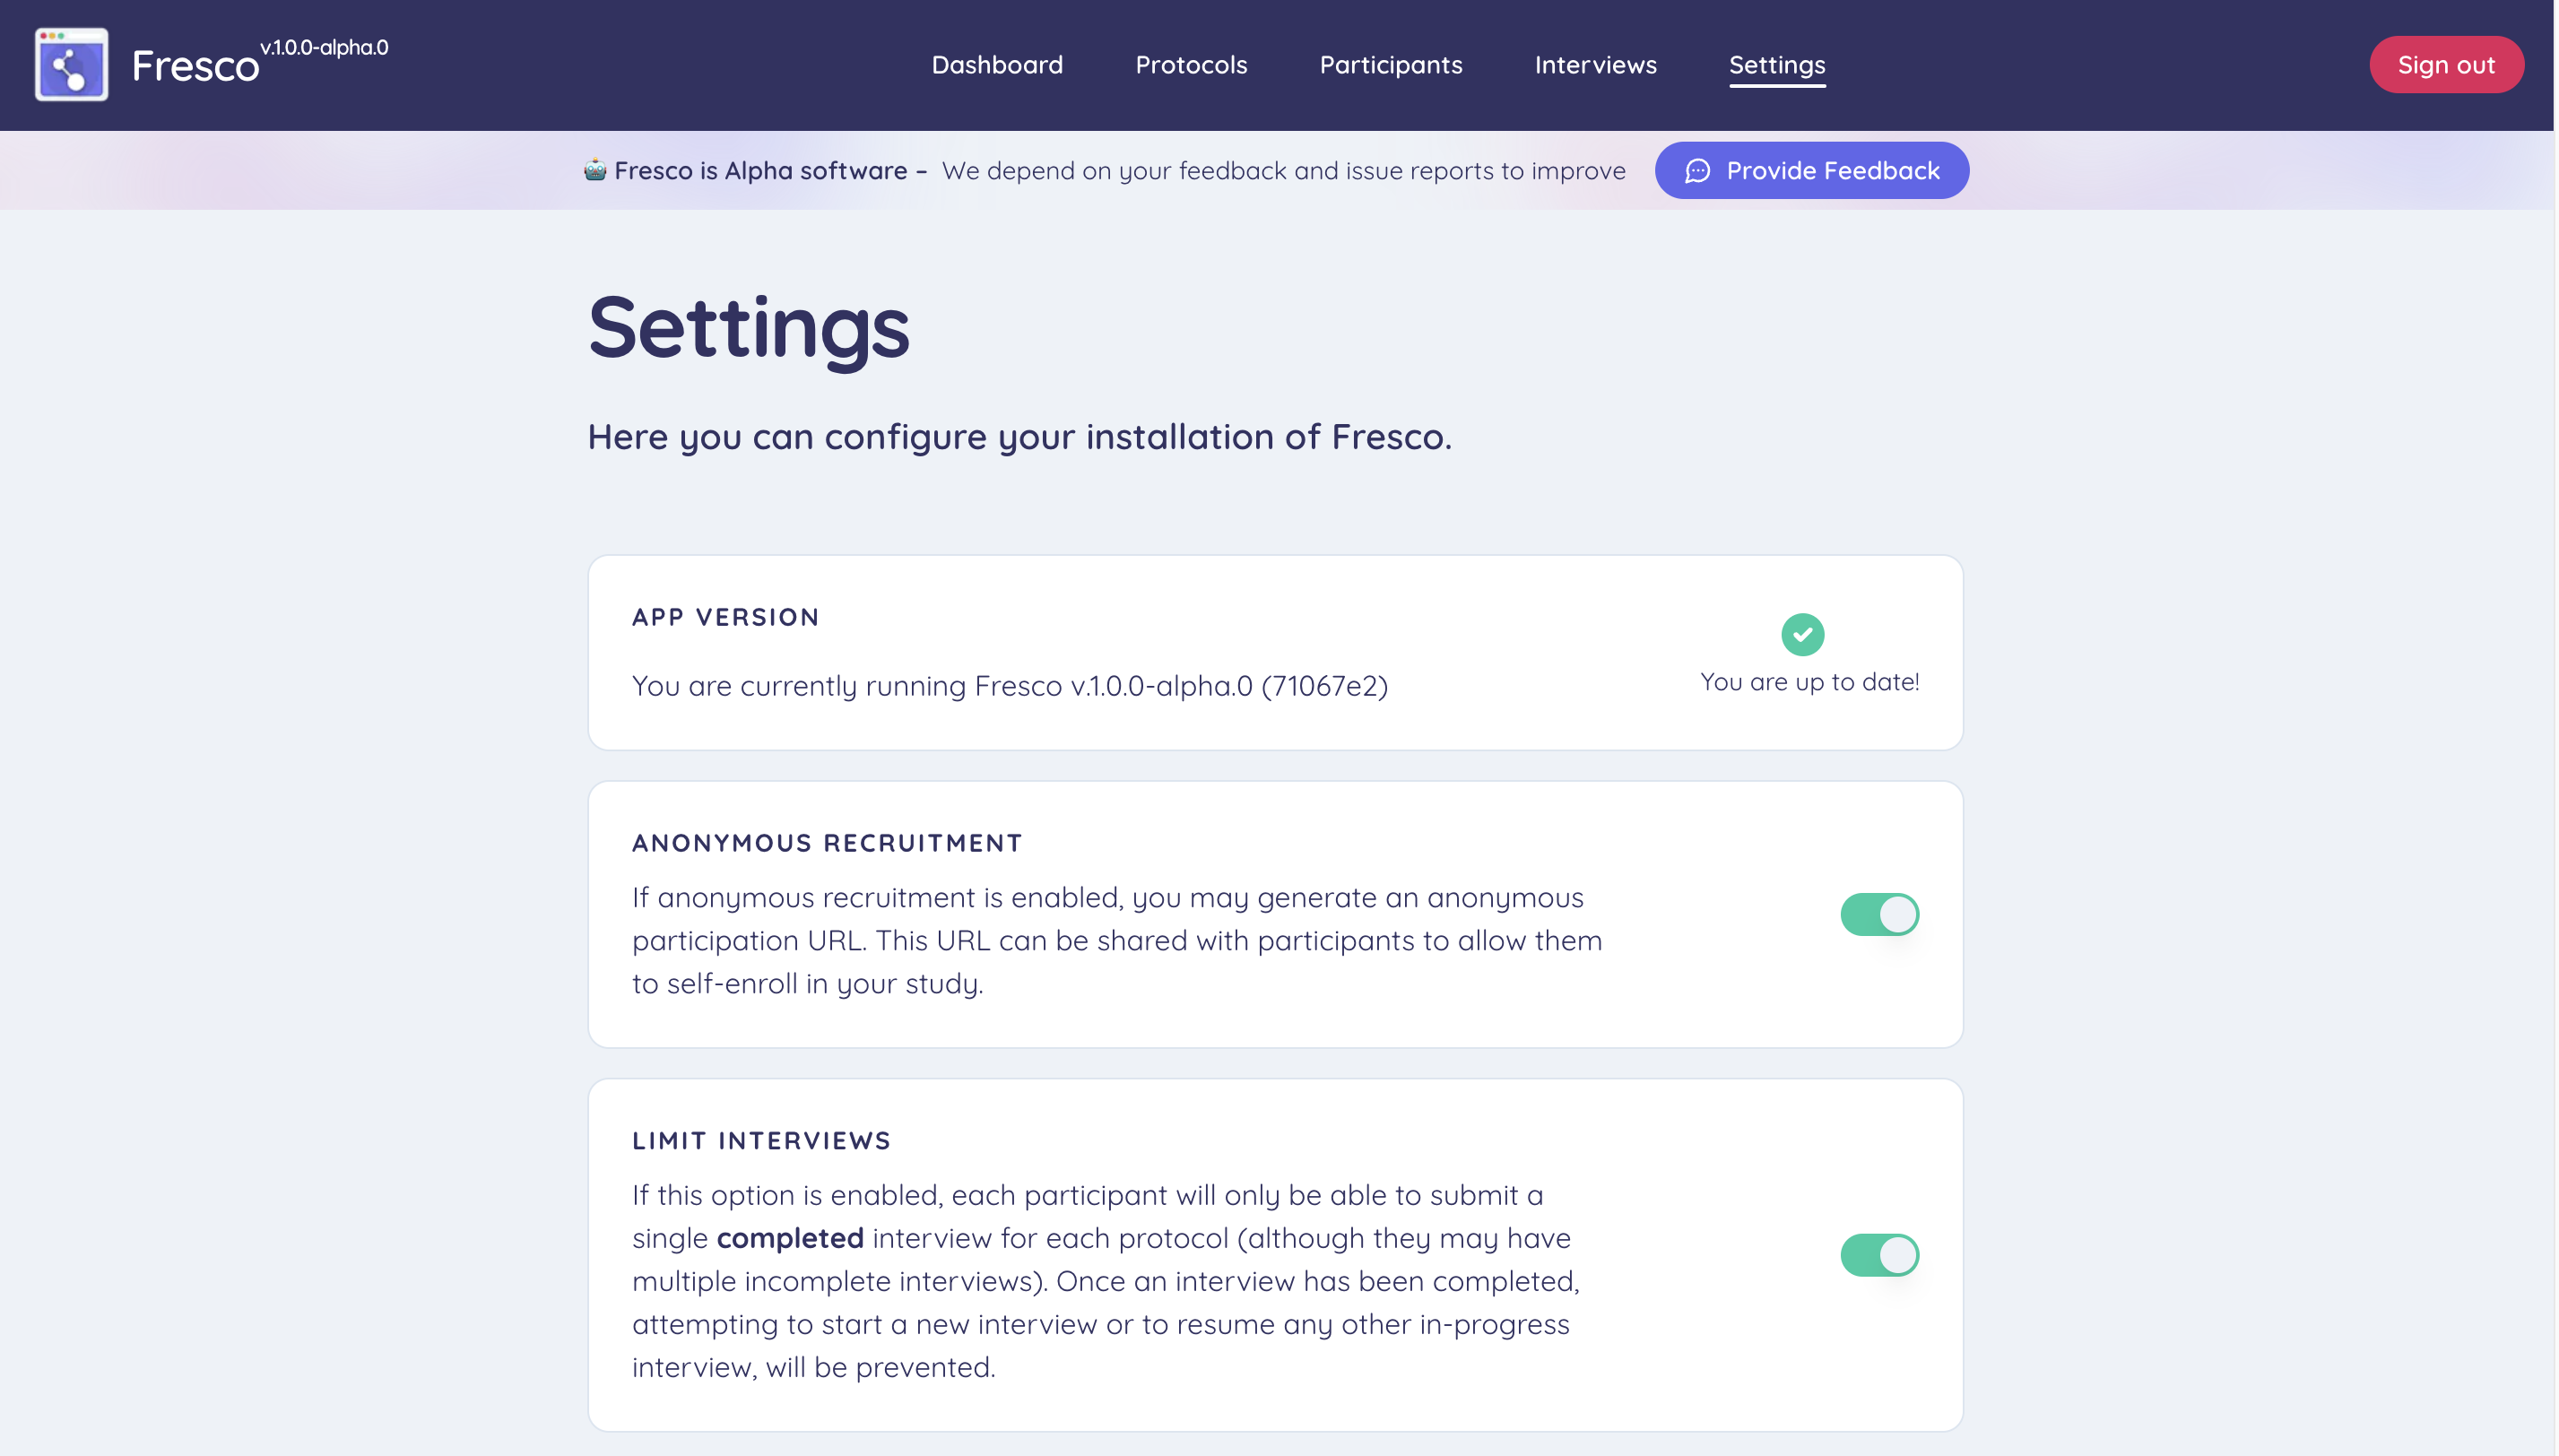 Fresco v.1.0.0-alpha.0
Dashboard Protocols Participants Interviews Settings
Sign out
Fresco is Alpha software – We depend on your feedback and issue reports to improve
Provide Feedback
Settings
Here you can configure your installation of Fresco.
APP VERSION
You are currently running Fresco v.1.0.0-alpha.0 (71067e2)
You are up to date!
ANONYMOUS RECRUITMENT
If anonymous recruitment is enabled, you may generate an anonymous
participation URL. This URL can be shared with participants to allow them
to self-enroll in your study.
LIMIT INTERVIEWS
If this option is enabled, each participant will only be able to submit a
single completed interview for each protocol (although they may have
multiple incomplete interviews). Once an interview has been completed,
attempting to start a new interview or to resume any other in-progress
interview, will be prevented.